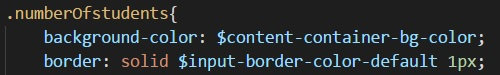 .numberOfstudents{
background-color: $content-container-bg-color;
border: solid $input-border-color-default 1px;